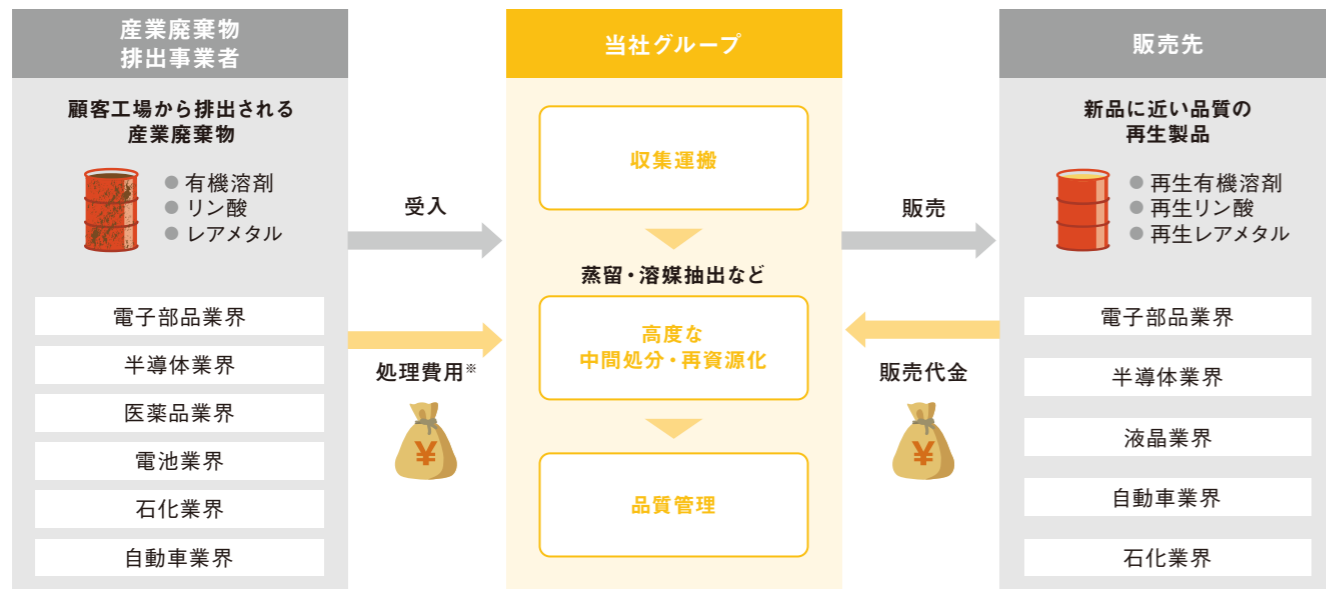 産業廃棄物
排出事業者
顧客工場から排出される
産業廃棄物
● 有機溶剤
● リン酸
● レアメタル
電子部品業界
半導体業界
医薬品業界
電池業界
石化業界
自動車業界
受入
処理費用※
¥
当社グループ
収集運搬
蒸留・溶媒抽出など
高度な
中間処分・再資源化
品質管理
販売
販売代金
¥
販売先
新品に近い品質の
再生製品
● 再生有機溶剤
● 再生リン酸
● 再生レアメタル
電子部品業界
半導体業界
液晶業界
自動車業界
石化業界